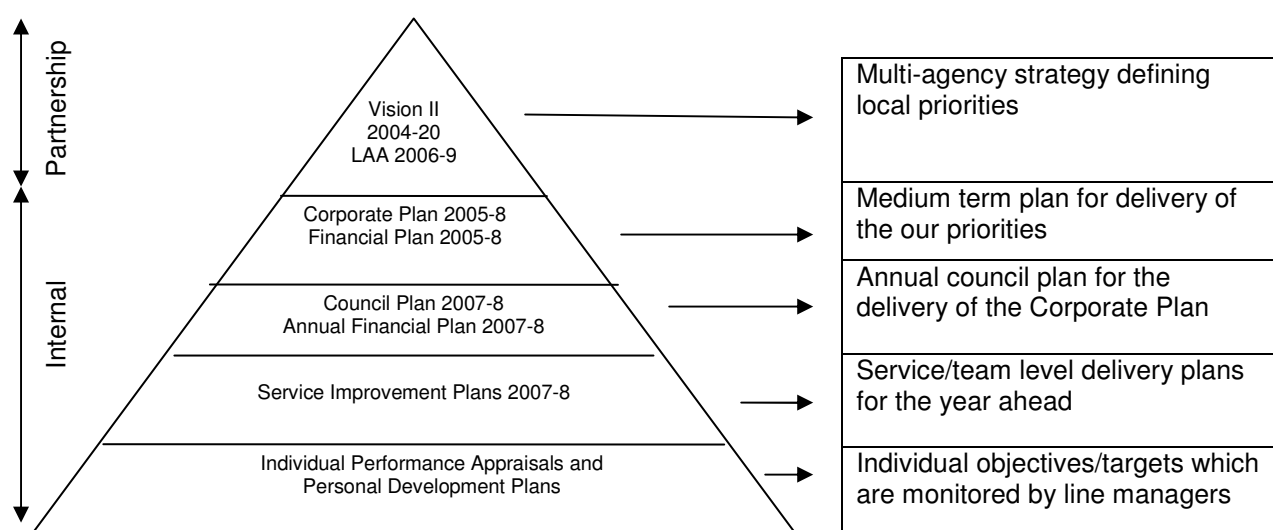 Partnership
Internal
Vision II
2004-20
LAA 2006-9
Multi-agency strategy defining
local priorities
Corporate Plan 2005-8
Financial Plan 2005-8
Medium term plan for delivery of
the our priorities
Council Plan 2007-8
Annual Financial Plan 2007-8
Annual council plan for the
delivery of the Corporate Plan
Service Improvement Plans 2007-8
Service/team level delivery plans
for the year ahead
Individual Performance Appraisals and
Personal Development Plans
Individual objectives/targets which
are monitored by line managers